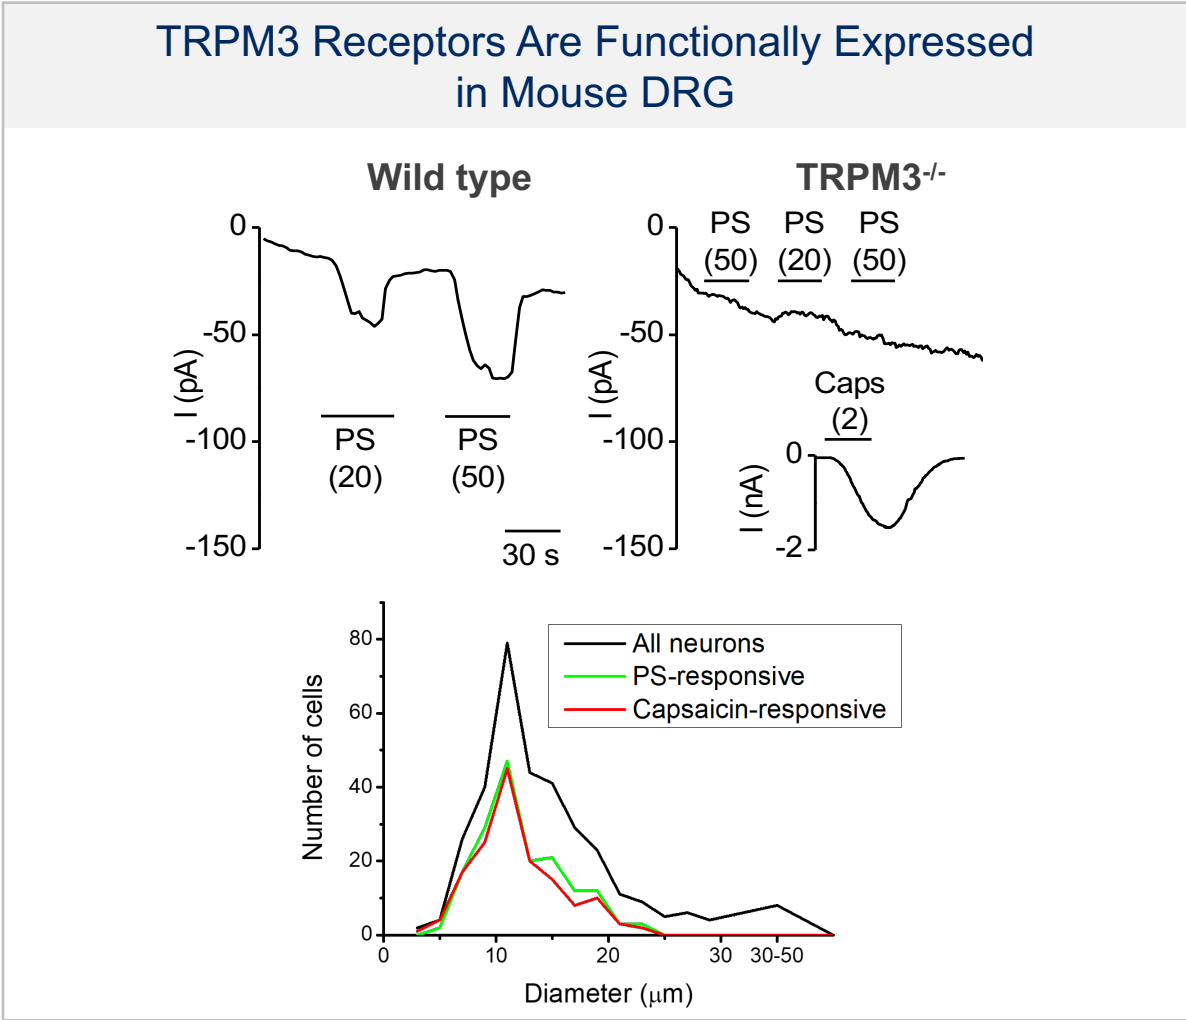 TRPM3 Receptors Are Functionally Expressed
in Mouse DRG
Wild type
0
-50
-100
-150
I (pA)
PS
(20)
PS
(50)
30 s
TRPM3-/-
0
-50
-100
-150
I (pA)
PS
(50)
PS
(20)
PS
(50)
Caps
(2)
0
-2
I (nA)
80
60
40
20
0
Number of cells
All neurons
PS-responsive
Capsaicin-responsive
0 10 20 30 30-50
Diameter (μm)